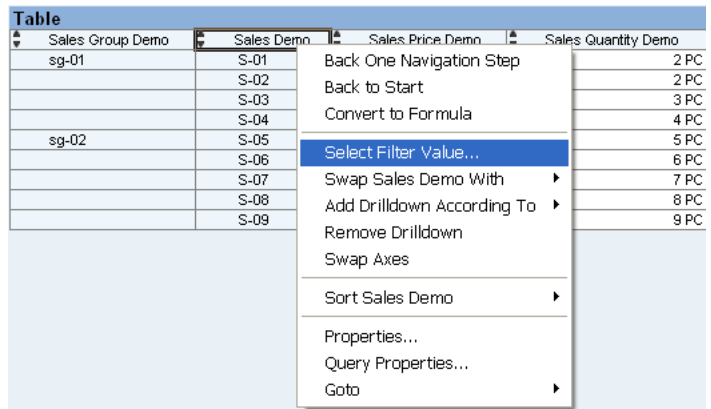 Table
Sales Group Demo Sales Demo Sales Price Demo Sales Quantity Demo
sg-01 S-01 2 PC
S-02 2 PC
S-03 3 PC
S-04 4 PC
sg-02 S-05 5 PC
S-06 6 PC
S-07 7 PC
S-08 8 PC
S-09 9 PC
Back One Navigation Step
Back to Start
Convert to Formula
Select Filter Value...
Swap Sales Demo With
Add Drilldown According To
Remove Drilldown
Swap Axes
Sort Sales Demo
Properties...
Query Properties...
Goto